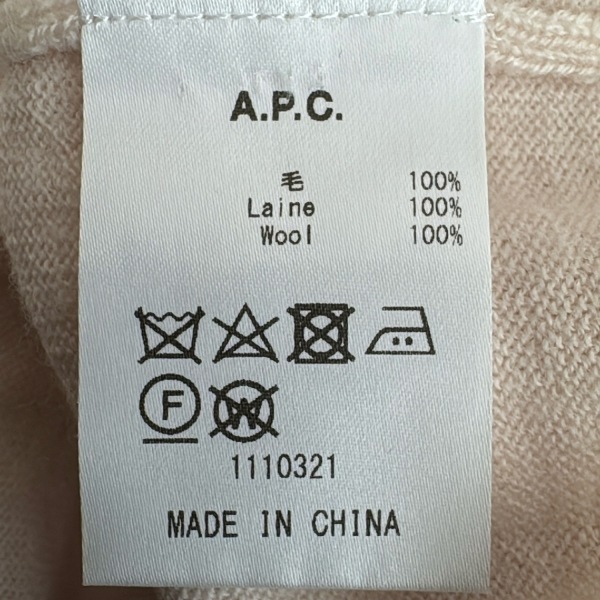 A.P.C.
毛 100%
Laine 100%
Wool 100%
F W
1110321
MADE IN CHINA